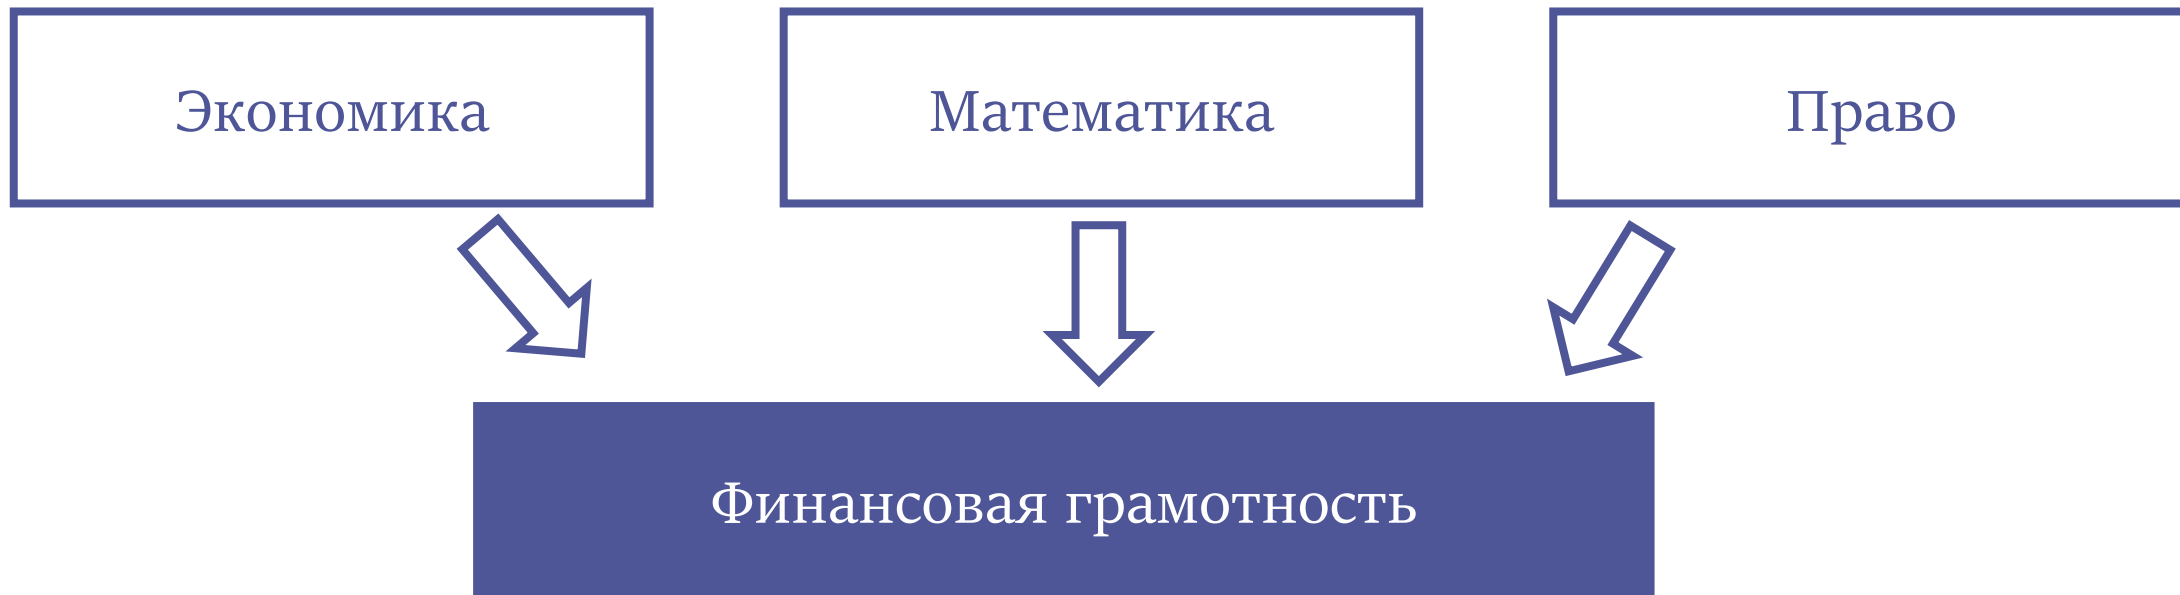 Экономика
Математика
Право
Финансовая грамотность